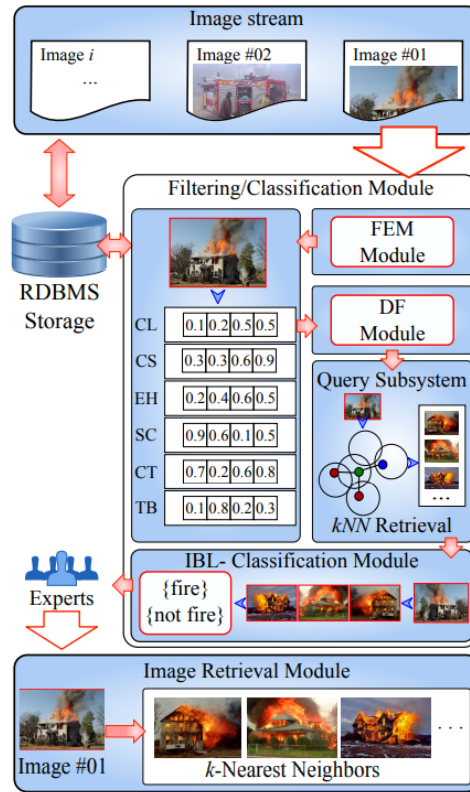 Image stream
Image i
...
Image #02
Image #01
Filtering/Classification Module
RDBMS
Storage
FEM
Module
DF
Module
CL 0.1 0.2 0.5 0.5
CS 0.3 0.3 0.6 0.9
EH 0.2 0.4 0.6 0.5
SC 0.9 0.6 0.1 0.5
CT 0.7 0.2 0.6 0.8
TB 0.1 0.8 0.2 0.3
Query Subsystem
...
kNN Retrieval
IBL- Classification Module
{fire}
{not fire}
Experts
Image Retrieval Module
Image #01
k-Nearest Neighbors
. . .